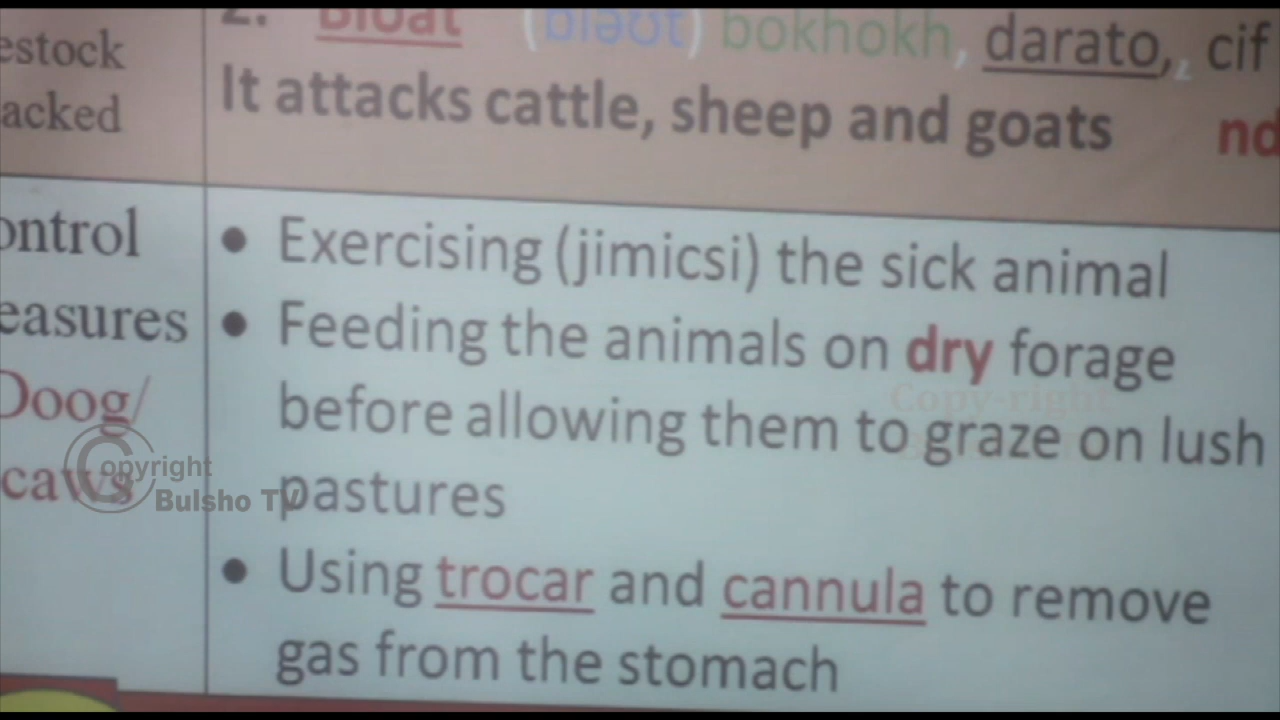 2. Bloat (bləʊt) bokhokh, darato,, cif
estock
It attacks cattle, sheep and goats nd
acked
ontrol
Exercising (jimicsi) the sick animal
easures
Feeding the animals on dry forage
Doog/
before allowing them to graze on lush
caws
pastures
Using trocar and cannula to remove
gas from the stomach
Copyright
Bulsho TV
Copy-right